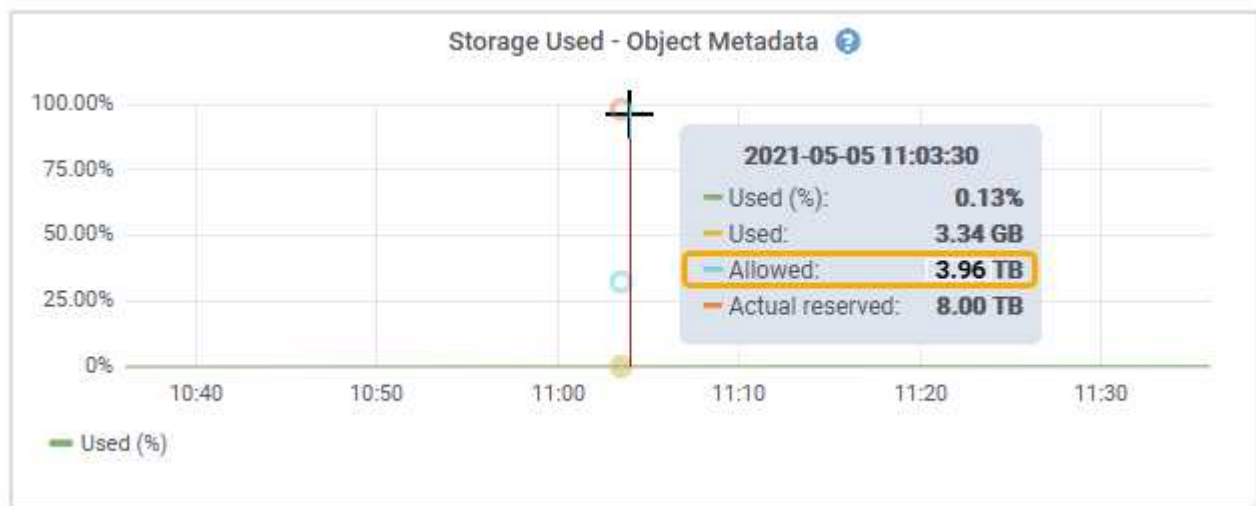 Storage Used - Object Metadata ?
100.00%
75.00%
50.00%
25.00%
0%
10:40 10:50 11:00 11:10 11:20 11:30
2021-05-05 11:03:30
Used (%): 0.13%
Used: 3.34 GB
Allowed: 3.96 TB
Actual reserved: 8.00 TB
Used (%)